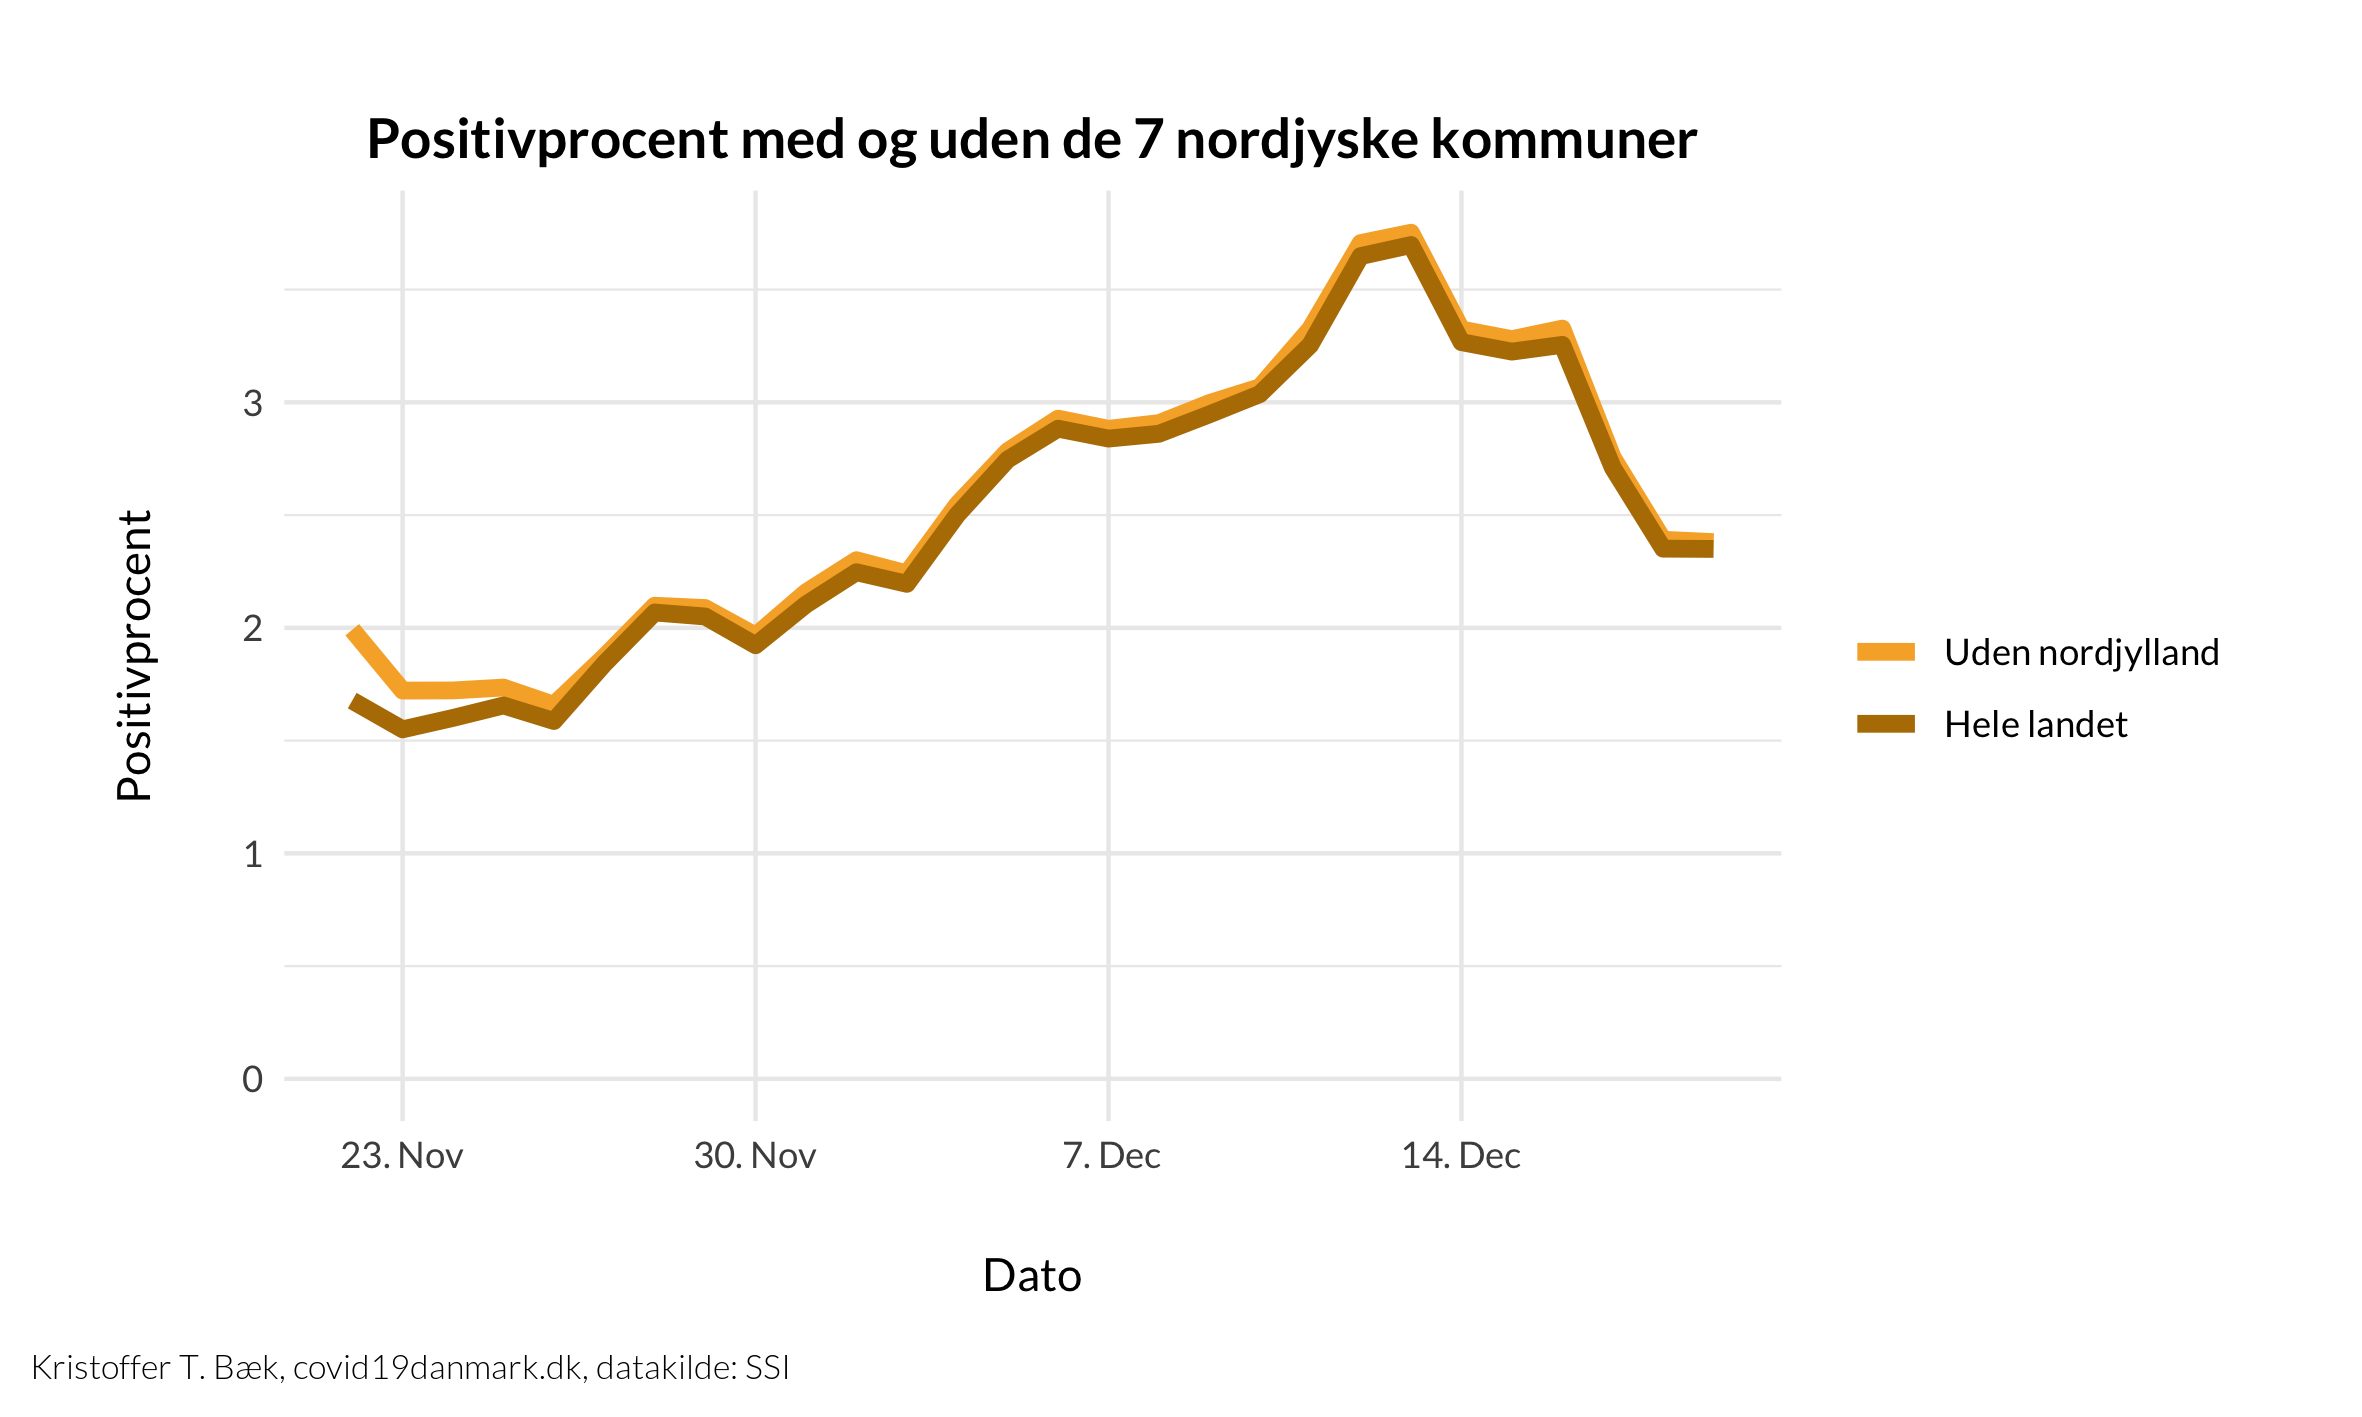 Positivprocent med og uden de 7 nordjyske kommuner
Positivprocent
3
2
1
0
23. Nov
30. Nov
7. Dec
14. Dec
Dato
Uden nordjylland
Hele landet
Kristoffer T. Bæk, covid19danmark.dk, datakilde: SSI